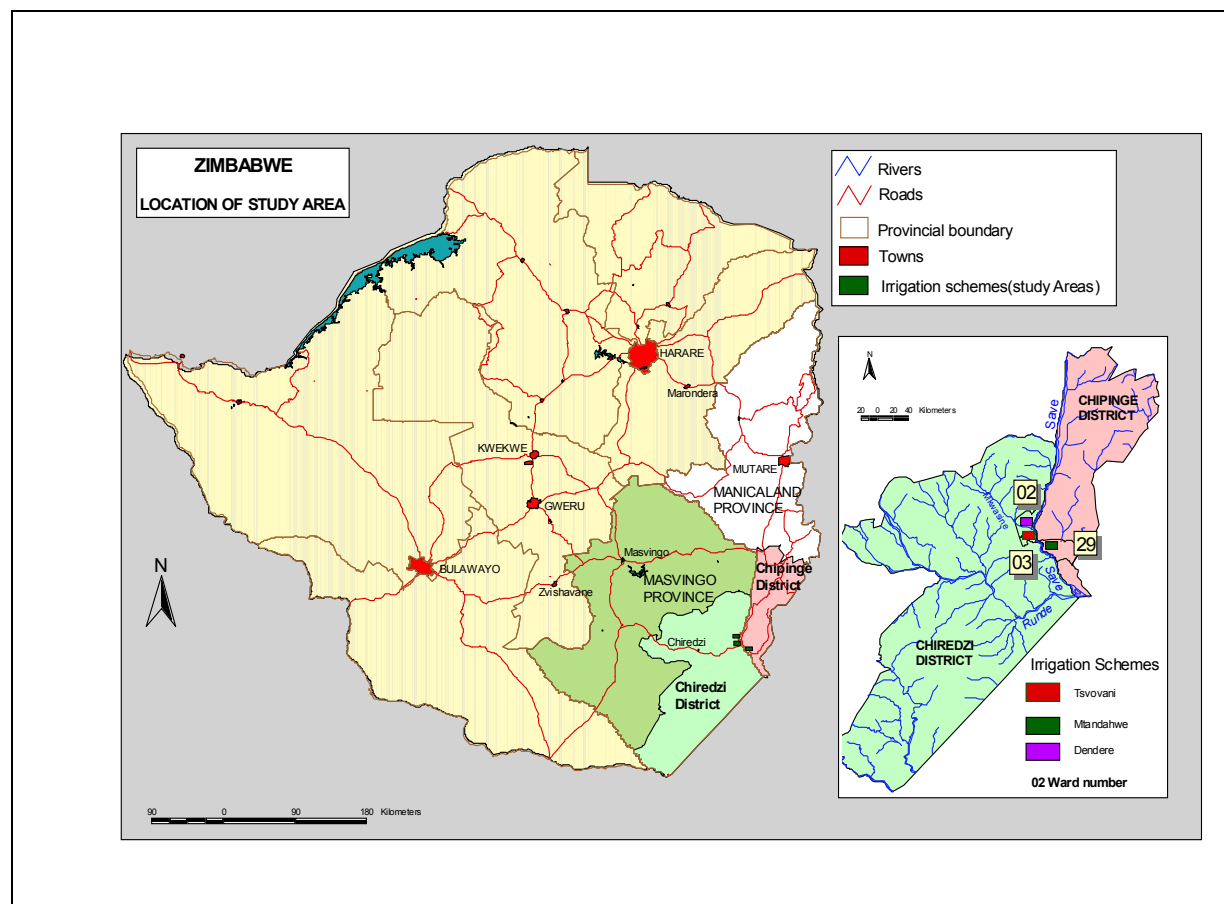 ZIMBABWE
LOCATION OF STUDY AREA
Rivers
Roads
Provincial boundary
Towns
Irrigation schemes(study Areas)
HARARE
Marondera
KWEKWE
MUTARE
MANICALAND
PROVINCE
GWERU
BULAWAYO
Masvingo
MASVINGO
PROVINCE
Zvishavane
Chipinge
District
Chiredzi
Chiredzi
District
N
90 0 90 180 Kilometers
N
20 0 20 40 Kilometers
CHIPINGE
DISTRICT
Save
02
29
03
Save
Runde
CHIREDZI
DISTRICT
Irrigation Schemes
Tsvovani
Mtandahwe
Dendere
02 Ward number